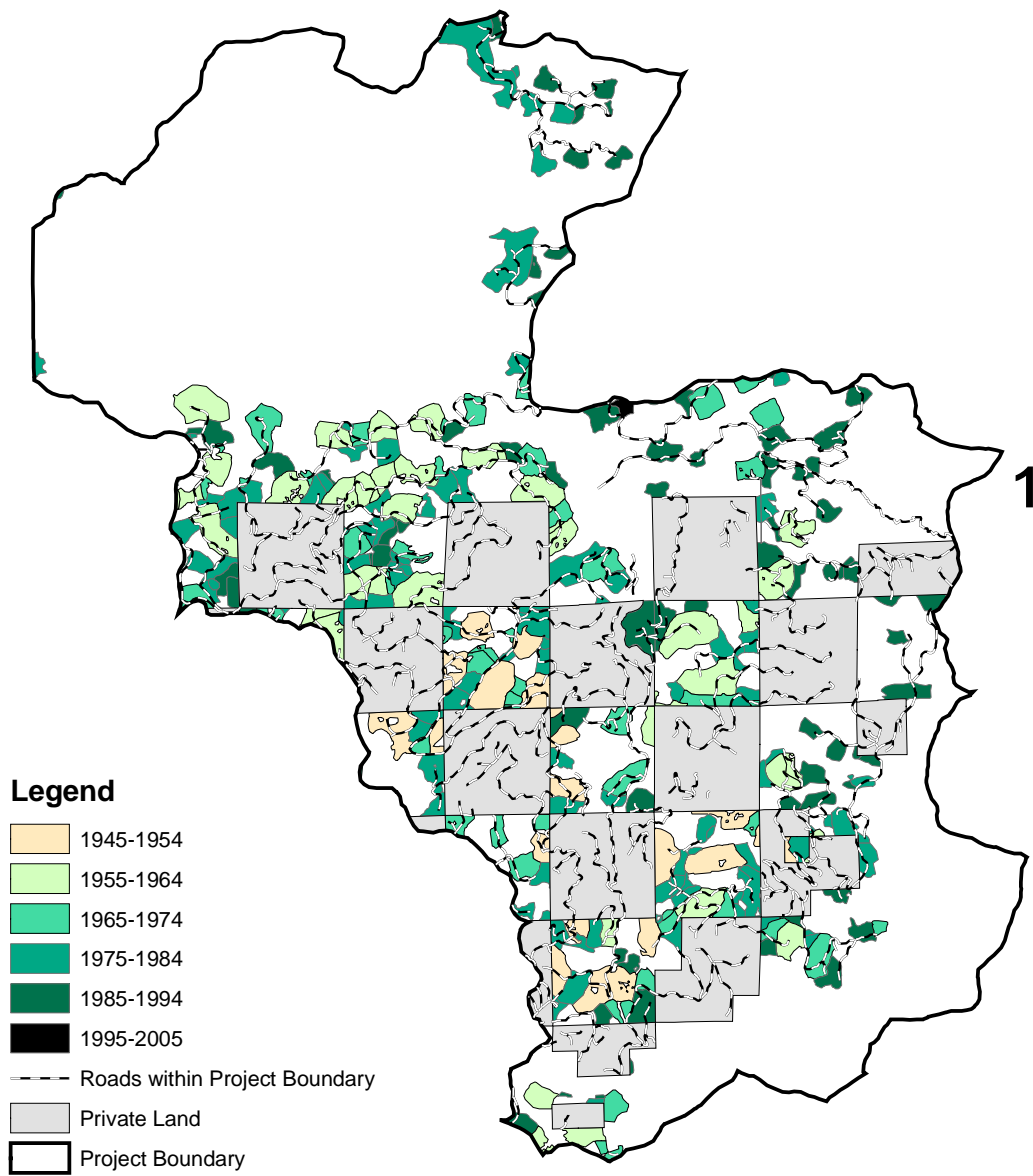 1
Legend
1945-1954
1955-1964
1965-1974
1975-1984
1985-1994
1995-2005
Roads within Project Boundary
Private Land
Project Boundary